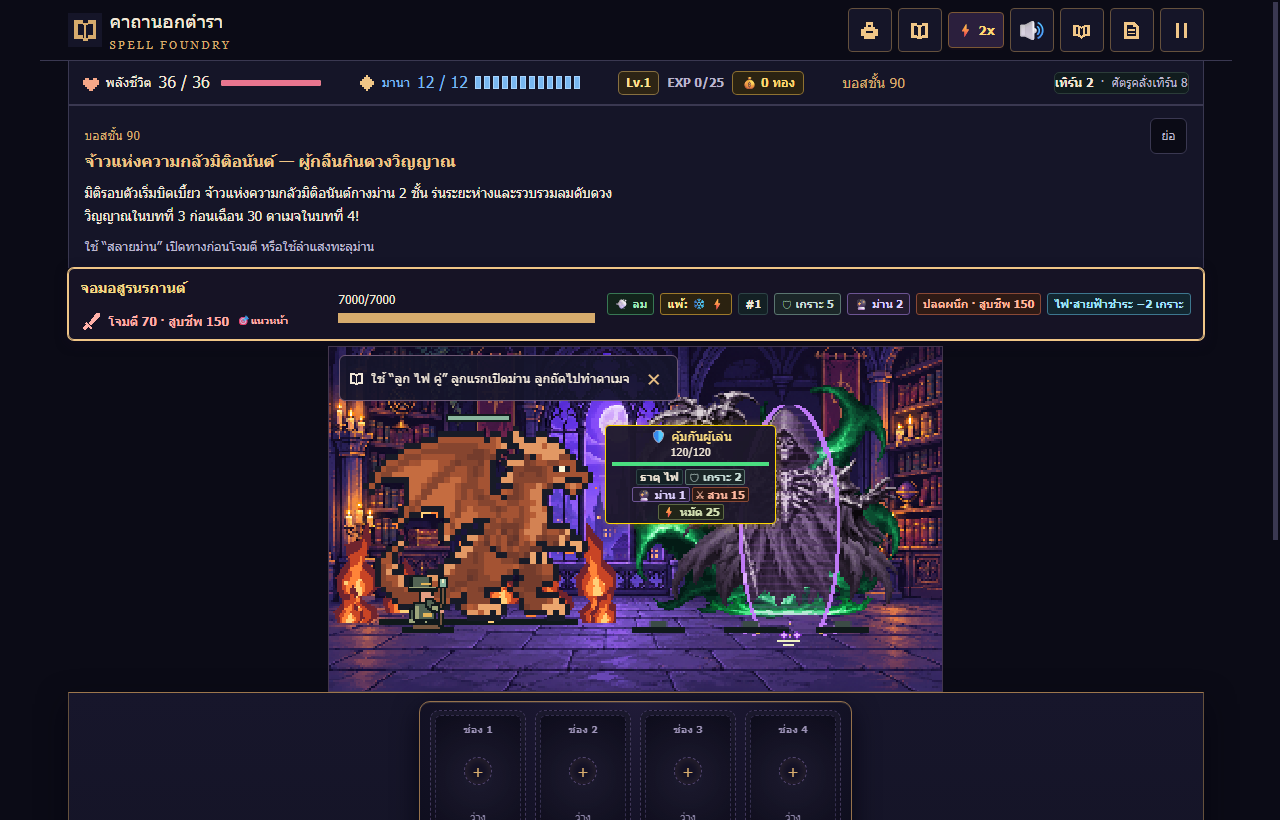 คาถานอกตำรา
SPELL FOUNDRY
2x
พลังชีวิต 36 / 36
มานา 12 / 12
Lv.1 EXP 0/25 0 ทอง
บอสชั้น 90
เทิร์น 2 · ศัตรูคลั่งเทิร์น 8
บอสชั้น 90
ย่อ
จ้าวแห่งความกลัวมิติอนันต์ — ผู้กลืนกินดวงวิญญาณ
มิติรอบตัวเริ่มบิดเบี้ยว จ้าวแห่งความกลัวมิติอนันต์กางม่าน 2 ชั้น ร่นระยะห่างและรวบรวมลมดับดวง
วิญญาณในบทที่ 3 ก่อนเฉือน 30 ดาเมจในบทที่ 4!
ใช้ “สลายม่าน” เปิดทางก่อนโจมตี หรือใช้ลำแสงทะลุม่าน
จอมอสูรนรกานต์
โจมตี 70 · สูบชีพ 150 แนวหน้า
7000/7000
ลม
แพ้:
#1
เกราะ 5
ม่าน 2
ปลดผนึก · สูบชีพ 150
ไฟ·สายฟ้าชำระ −2 เกราะ
ใช้ “ลูก ไฟ คู่” ลูกแรกเปิดม่าน ลูกถัดไปทำดาเมจ
คุ้มกันผู้เล่น
120/120
ธาตุ ไฟ เกราะ 2
ม่าน 1 สวน 15
หมัด 25
ช่อง 1 ช่อง 2 ช่อง 3 ช่อง 4
+ + + +
ว่าง ว่าง ว่าง ว่าง